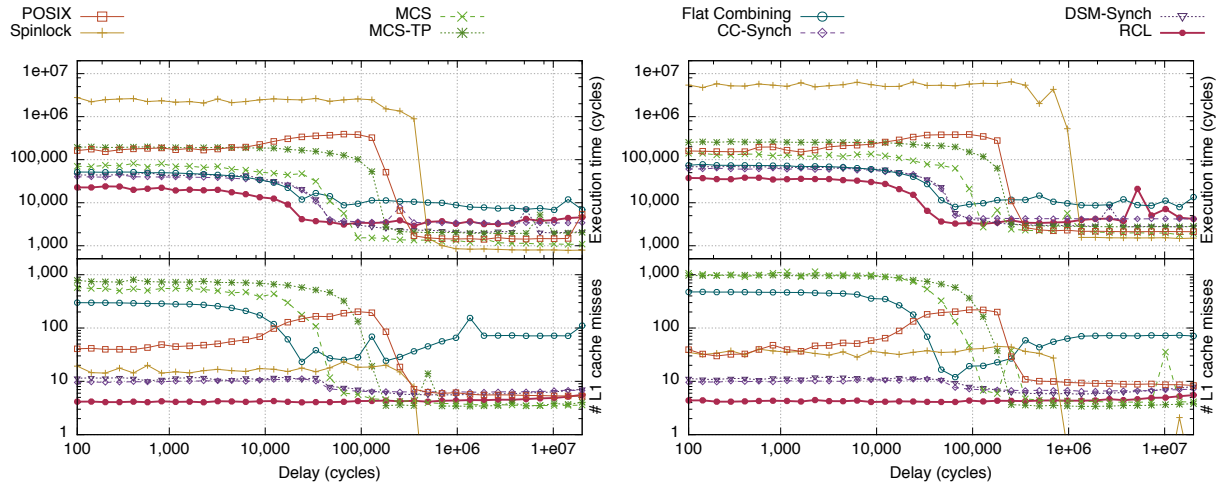 POSIX
Spinlock
MCS
MCS-TP
Flat Combining
CC-Synch
DSM-Synch
RCL
1e+07
1e+06
100,000
10,000
1,000
Execution time (cycles)
1,000
100
10
1
# L1 cache misses
100 1,000 10,000 100,000 1e+06 1e+07
Delay (cycles)
1e+07
1e+06
100,000
10,000
1,000
Execution time (cycles)
1,000
100
10
1
# L1 cache misses
100 1,000 10,000 100,000 1e+06 1e+07
Delay (cycles)